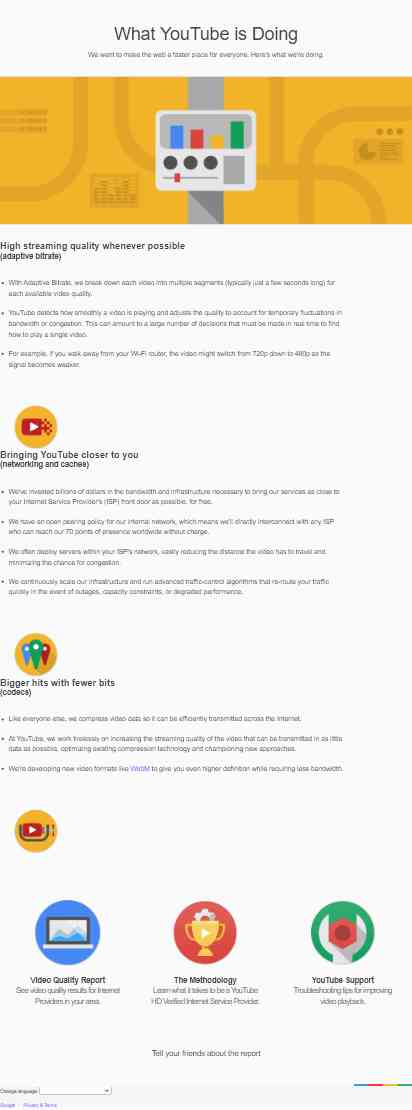 What YouTube is Doing
We want to make the web a faster place for everyone. Here's what we're doing.
High streaming quality whenever possible
(adaptive bitrate)
• With Adaptive Bitrate, we break down each video into multiple segments (typically just a few seconds long) for
each available video quality.
• YouTube detects how smoothly a video is playing and adjusts the quality to account for temporary fluctuations in
bandwidth or congestion. This can amount to a large number of decisions that must be made in real time to find
how to play a single video.
• For example, if you walk away from your Wi-Fi router, the video might switch from 720p down to 480p as the
signal becomes weaker.
Bringing YouTube closer to you
(networking and caches)
• We've invested billions of dollars in the bandwidth and infrastructure necessary to bring our services as close to
your Internet Service Provider's (ISP) front door as possible, for free.
• We have an open peering policy for our internal network, which means we'll directly interconnect with any ISP
who can reach our 70 points of presence worldwide without charge.
• We often deploy servers within your ISP's network, vastly reducing the distance the video has to travel and
minimizing the chance for congestion.
• We continuously scale our infrastructure and run advanced traffic-control algorithms that re-route your traffic
quickly in the event of outages, capacity constraints, or degraded performance.
Bigger hits with fewer bits
(codecs)
• Like everyone else, we compress video data so it can be efficiently transmitted across the Internet.
• At YouTube, we work tirelessly on increasing the streaming quality of the video that can be transmitted in as little
data as possible, optimizing existing compression technology and championing new approaches.
• We're developing new video formats like WebM to give you even higher definition while requiring less bandwidth.
Video Quality Report
See video quality results for Internet
Providers in your area.
The Methodology
Learn what it takes to be a YouTube
HD Verified Internet Service Provider.
YouTube Support
Troubleshooting tips for improving
video playback.
Tell your friends about the report
Change language:
Google · Privacy & Terms